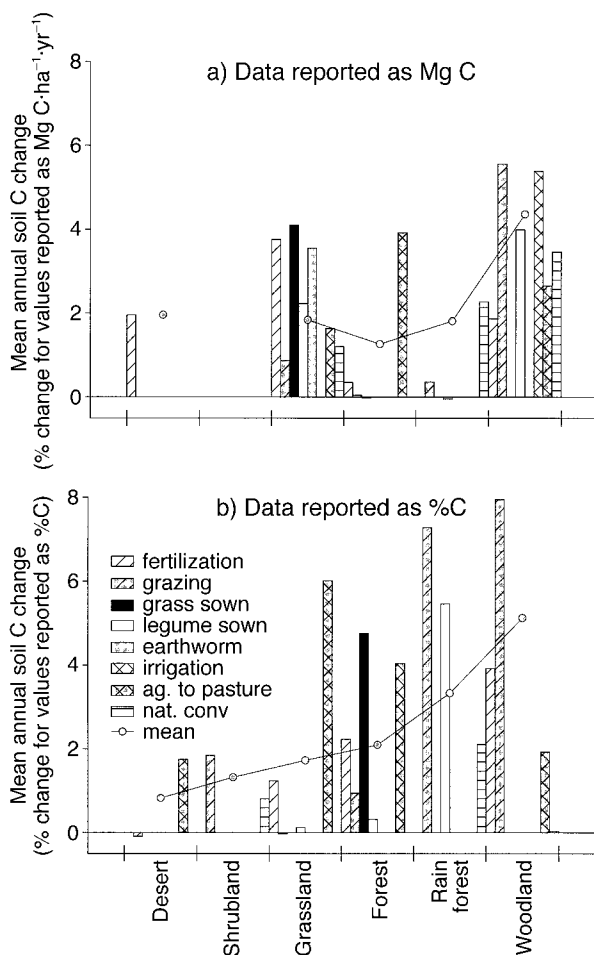 a) Data reported as Mg C
Mean annual soil C change
(% change for values reported as Mg C·ha⁻¹·yr⁻¹)
8
6
4
2
0
b) Data reported as %C
Mean annual soil C change
(% change for values reported as %C)
8
6
4
2
0
fertilization
grazing
grass sown
legume sown
earthworm
irrigation
ag. to pasture
nat. conv
mean
Desert
Shrubland
Grassland
Forest
Rain
forest
Woodland